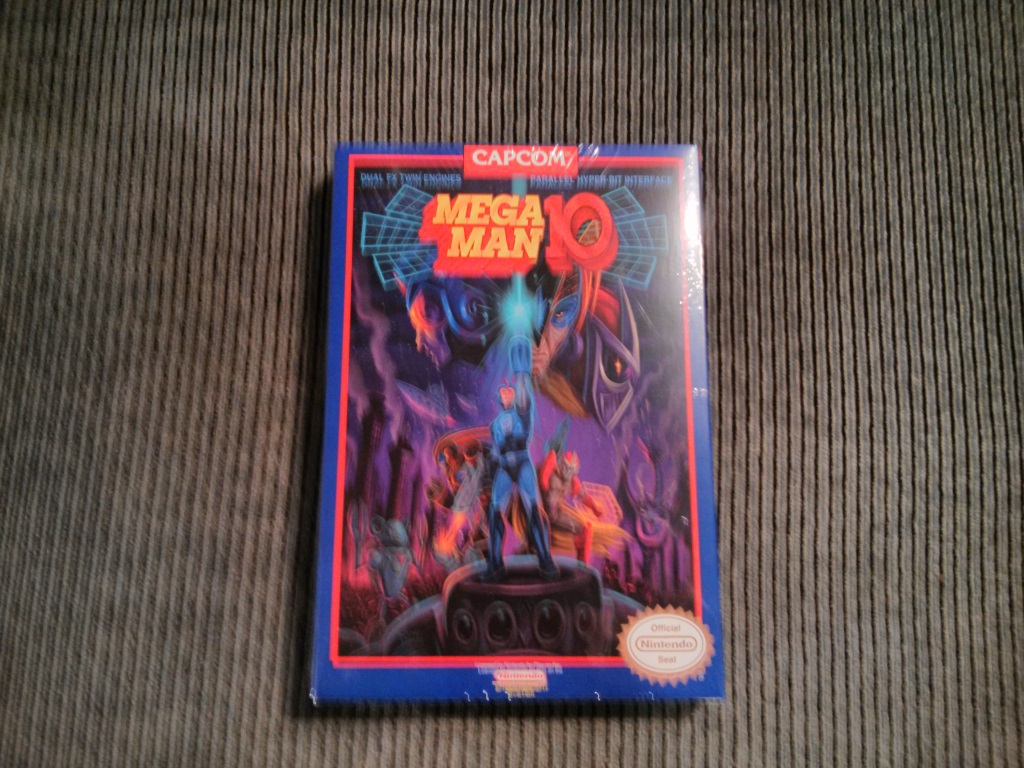 CAPCOM
DUAL FX TWIN ENGINES
PARALLEL HYPER-BIT INTERFACE
MEGA
MAN 10
Official
Nintendo
Seal
Nintendo